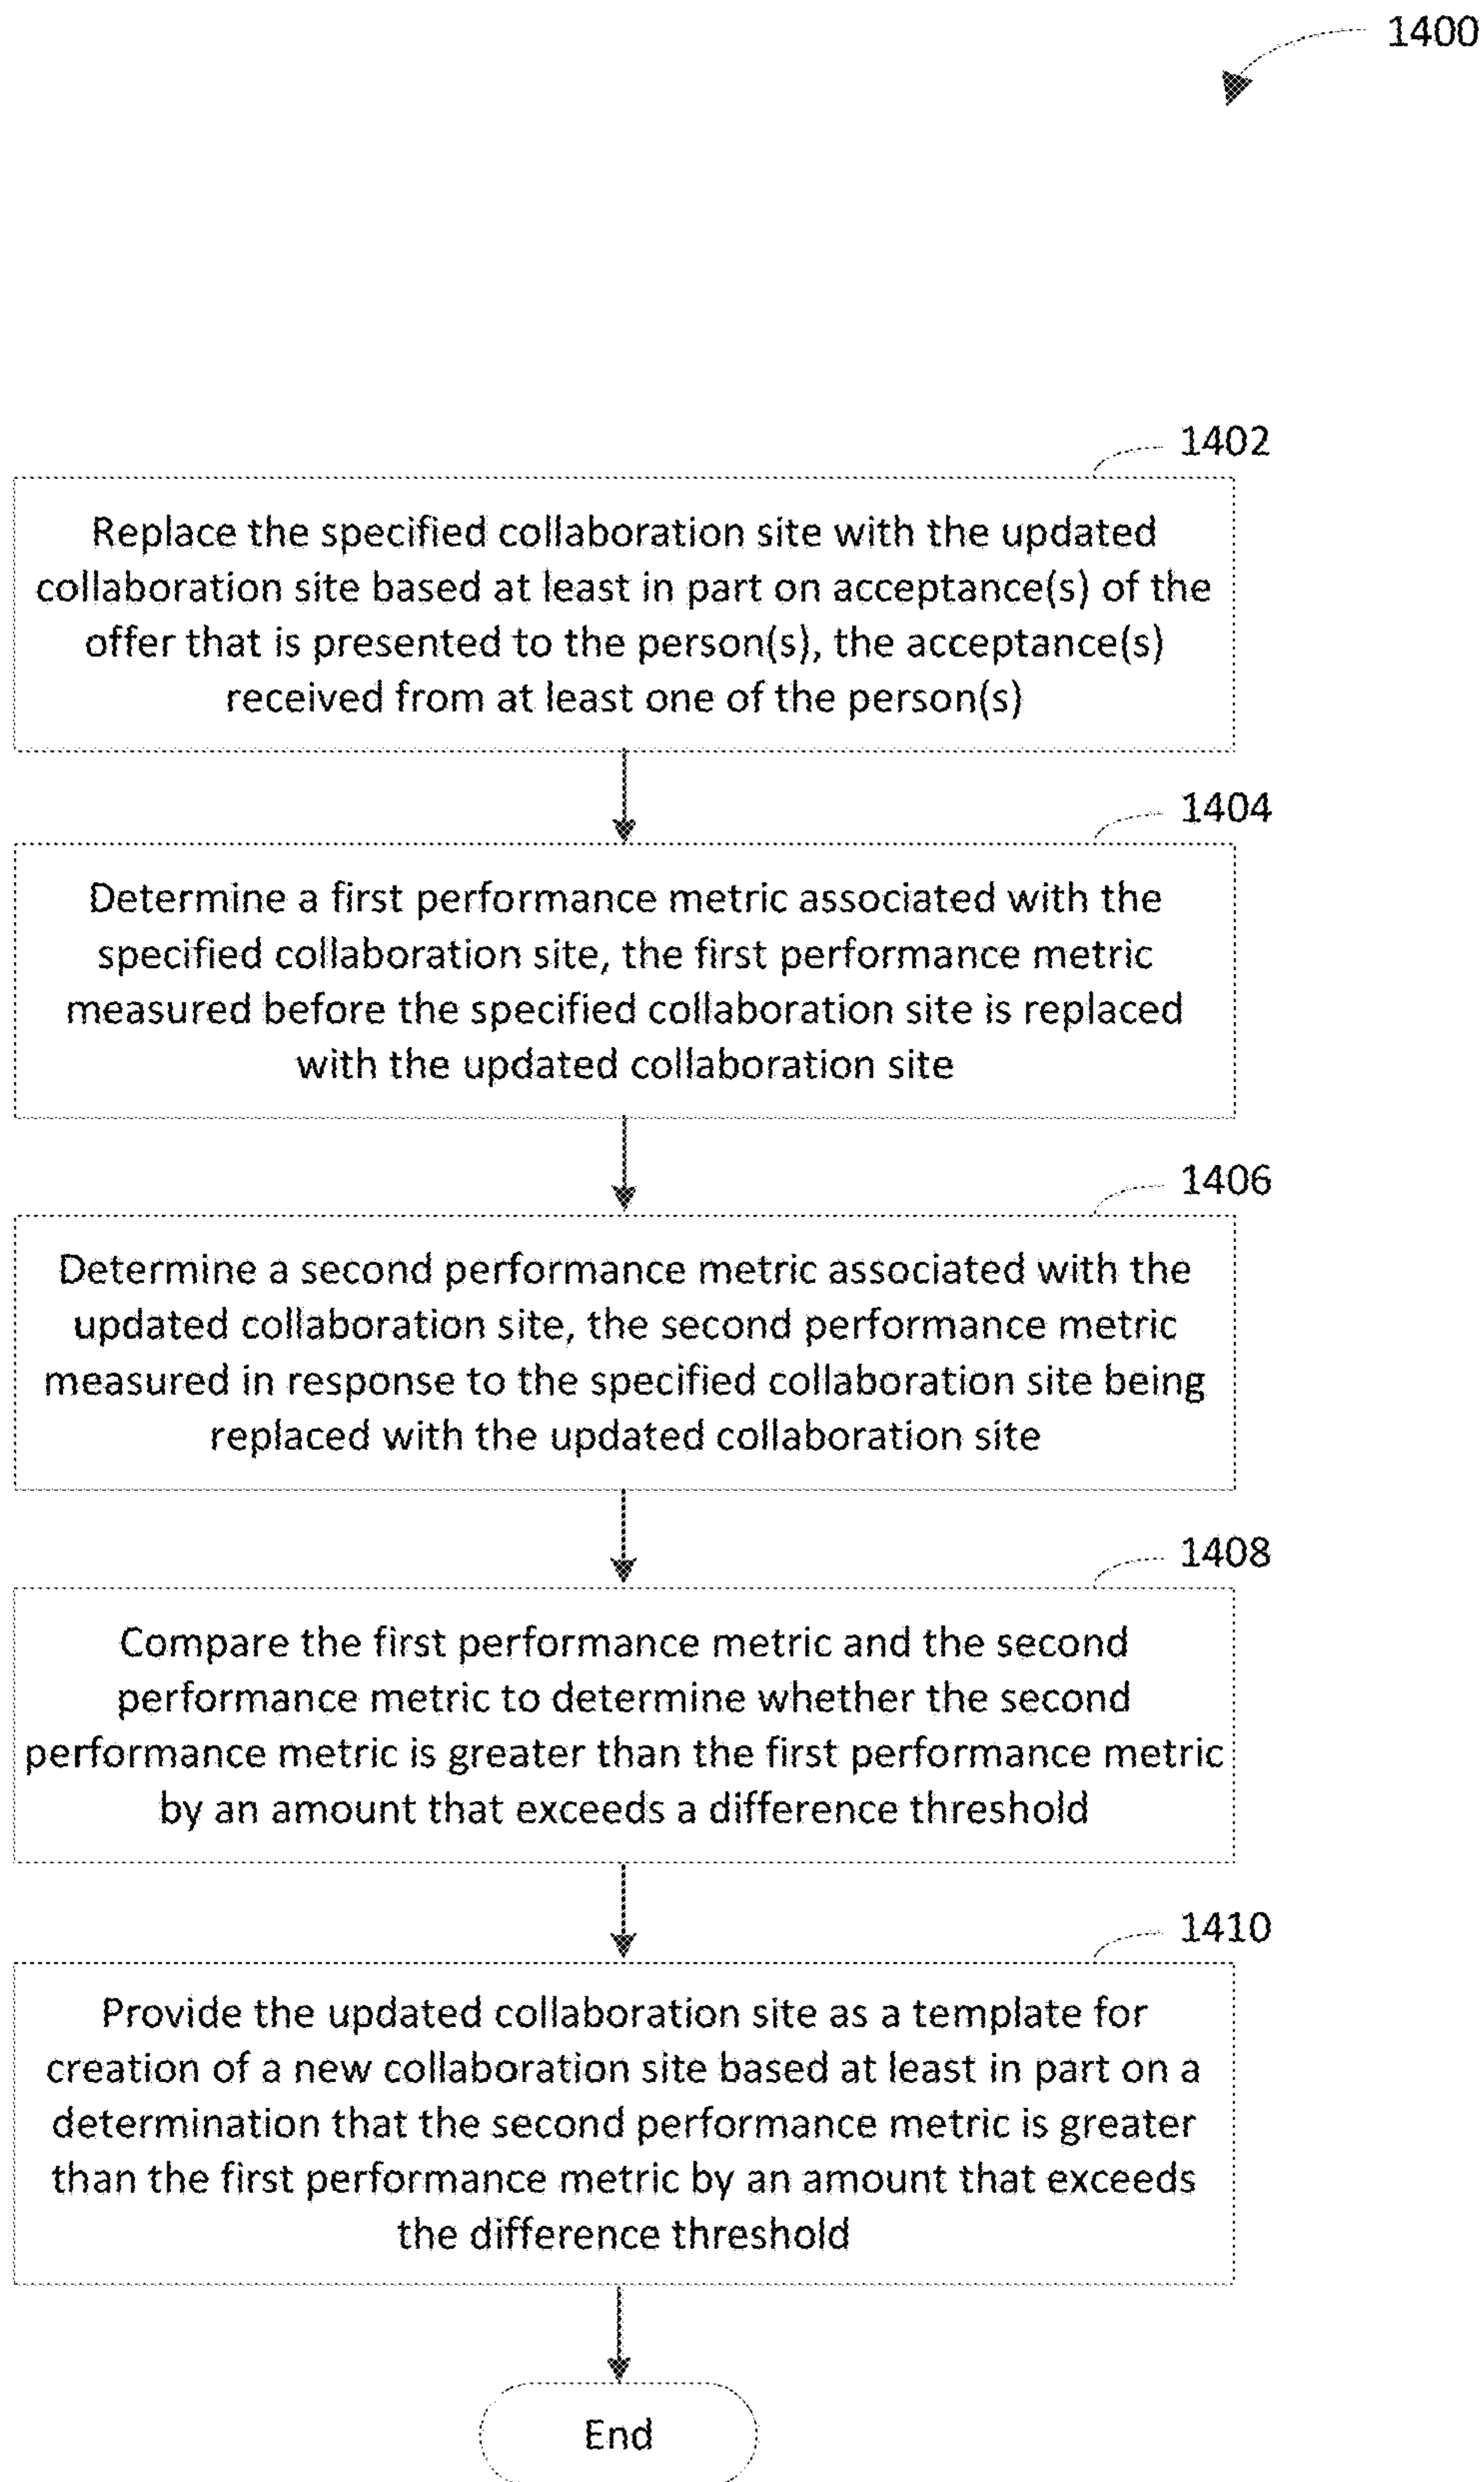 1400
1402
Replace the specified collaboration site with the updated
collaboration site based at least in part on acceptance(s) of the
offer that is presented to the person(s), the acceptance(s)
received from at least one of the person(s)
1404
Determine a first performance metric associated with the
specified collaboration site, the first performance metric
measured before the specified collaboration site is replaced
with the updated collaboration site
1406
Determine a second performance metric associated with the
updated collaboration site, the second performance metric
measured in response to the specified collaboration site being
replaced with the updated collaboration site
1408
Compare the first performance metric and the second
performance metric to determine whether the second
performance metric is greater than the first performance metric
by an amount that exceeds a difference threshold
1410
Provide the updated collaboration site as a template for
creation of a new collaboration site based at least in part on a
determination that the second performance metric is greater
than the first performance metric by an amount that exceeds
the difference threshold
End